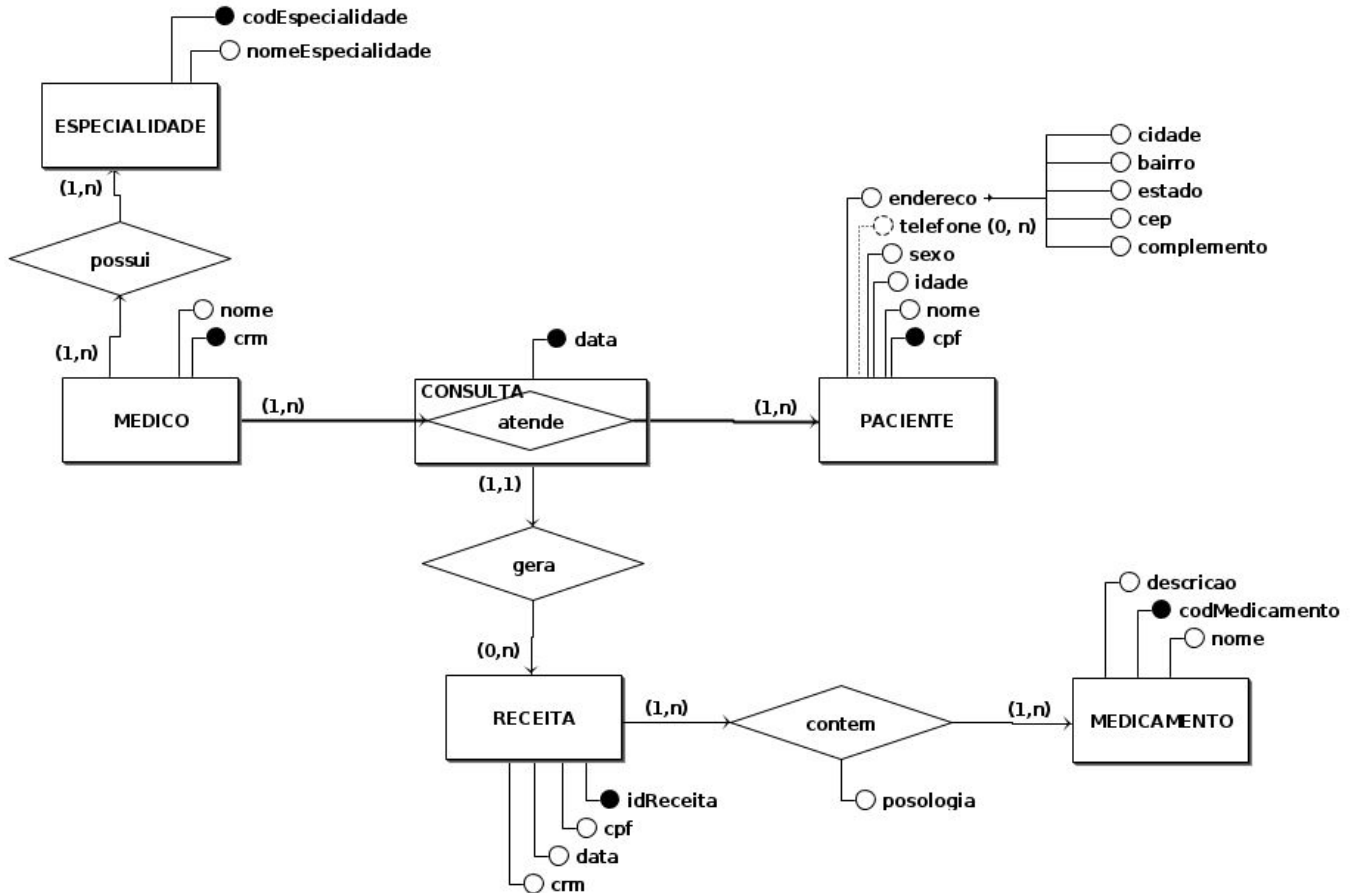 codEspecialidade
nomeEspecialidade
ESPECIALIDADE
(1,n)
possui
(1,n)
nome
crm
MEDICO
(1,n)
data
CONSULTA
atende
(1,n)
endereco
telefone (0, n)
sexo
idade
nome
cpf
cidade
bairro
estado
cep
complemento
PACIENTE
(1,1)
gera
(0,n)
RECEITA
(1,n)
contem
(1,n)
posologia
descricao
codMedicamento
nome
MEDICAMENTO
idReceita
cpf
data
crm